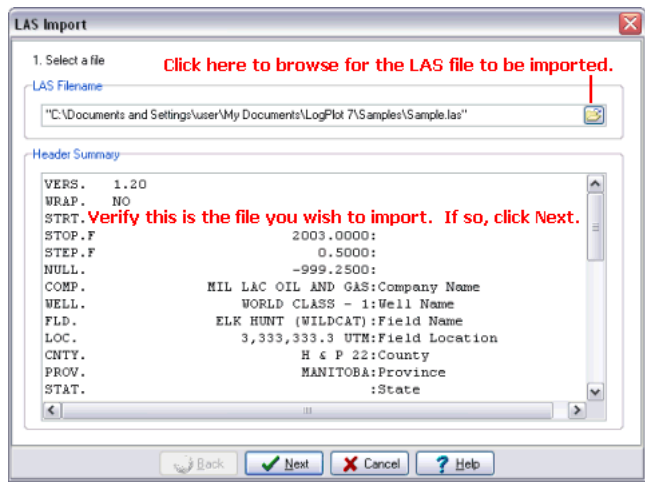 LAS Import
1. Select a file
Click here to browse for the LAS file to be imported.
LAS Filename
"C:\Documents and Settings\user\My Documents\LogPlot 7\Samples\Sample.las"
Header Summary
VERS. 1.20
WRAP. NO
STRT. Verify this is the file you wish to import. If so, click Next.
STOP.F 2003.0000:
STEP.F 0.5000:
NULL. -999.2500:
COMP. MIL LAC OIL AND GAS:Company Name
WELL. WORLD CLASS - 1:Well Name
FLD. ELK HUNT (WILDCAT):Field Name
LOC. 3,333,333.3 UTM:Field Location
CNTY. H & P 22:County
PROV. MANITOBA:Province
STAT. :State
Back Next Cancel Help